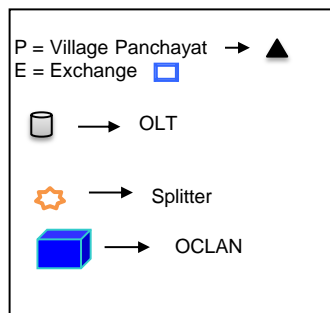 P = Village Panchayat
E = Exchange
OLT
Splitter
OCLAN